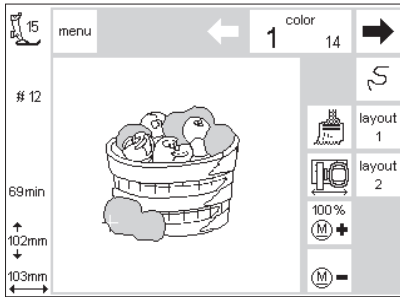 15
menu
color
1 14
# 12
layout
1
layout
2
69min
102mm
103mm
100%
M +
M -